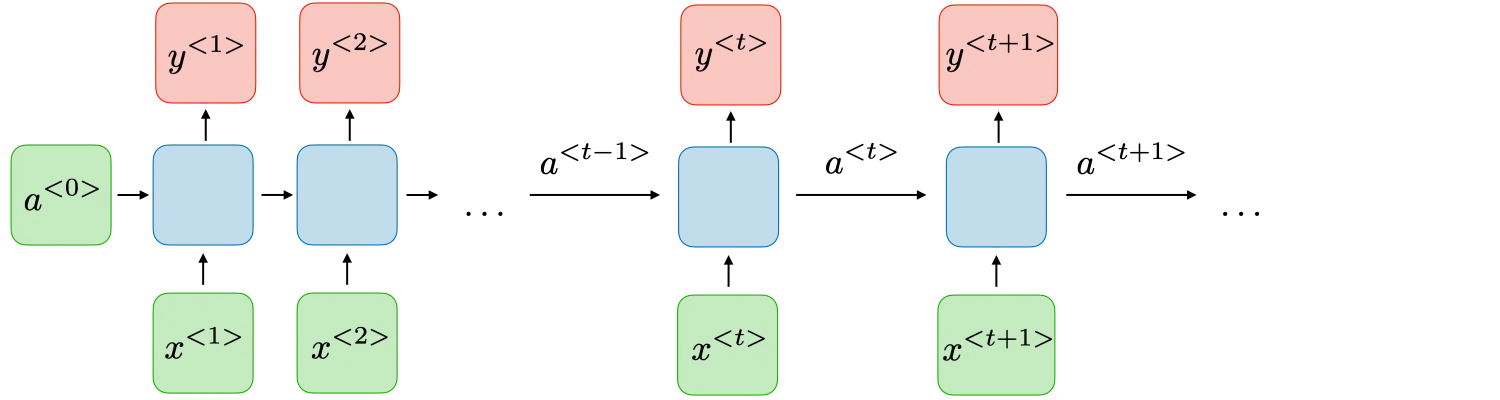 y^{<1>} y^{<2>} y^{<t>} y^{<t+1>}
a^{<0>} ... a^{<t-1>} a^{<t>} a^{<t+1>} ...
x^{<1>} x^{<2>} x^{<t>} x^{<t+1>}